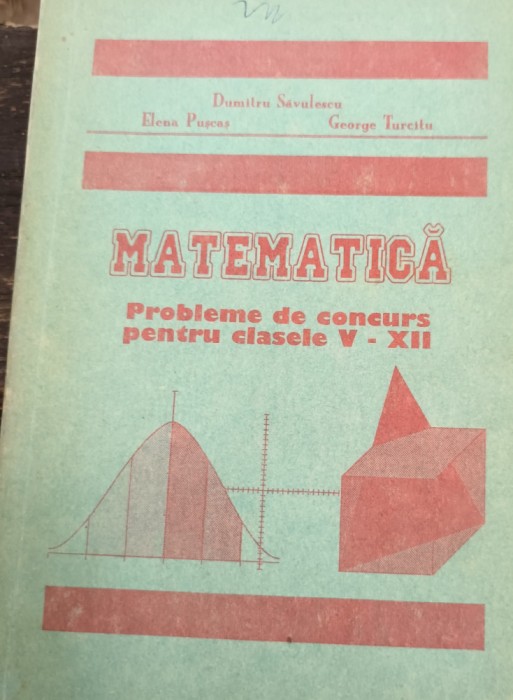 Dumitru Săvulescu
Elena Pușcaș George Turcitu
MATEMATICĂ
Probleme de concurs
pentru clasele V - XII